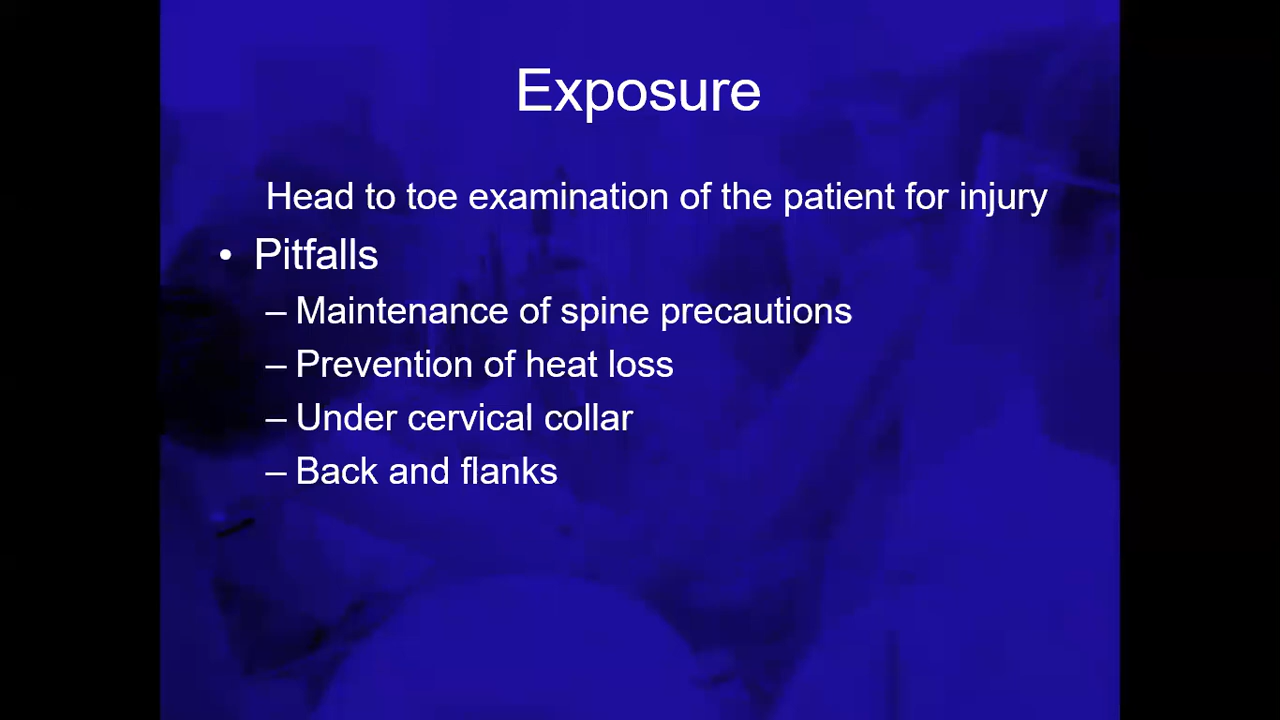 Exposure
Head to toe examination of the patient for injury
• Pitfalls
– Maintenance of spine precautions
– Prevention of heat loss
– Under cervical collar
– Back and flanks